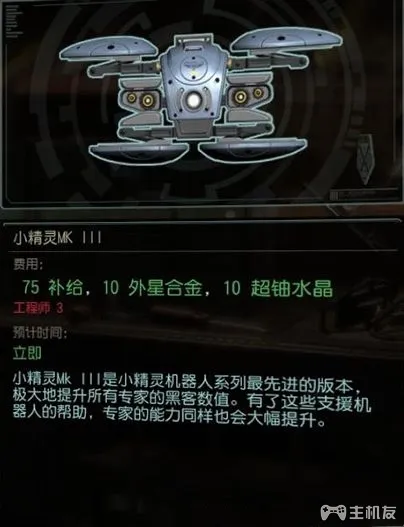 小精灵MK III
费用:
75 补给, 10 外星合金, 10 超铀水晶
工程师 3
预计时间:
立即
小精灵Mk III是小精灵机器人系列最先进的版本，
极大地提升所有专家的黑客数值。有了这些支援机
器人的帮助，专家的能力同样也会大幅提升。
主机友